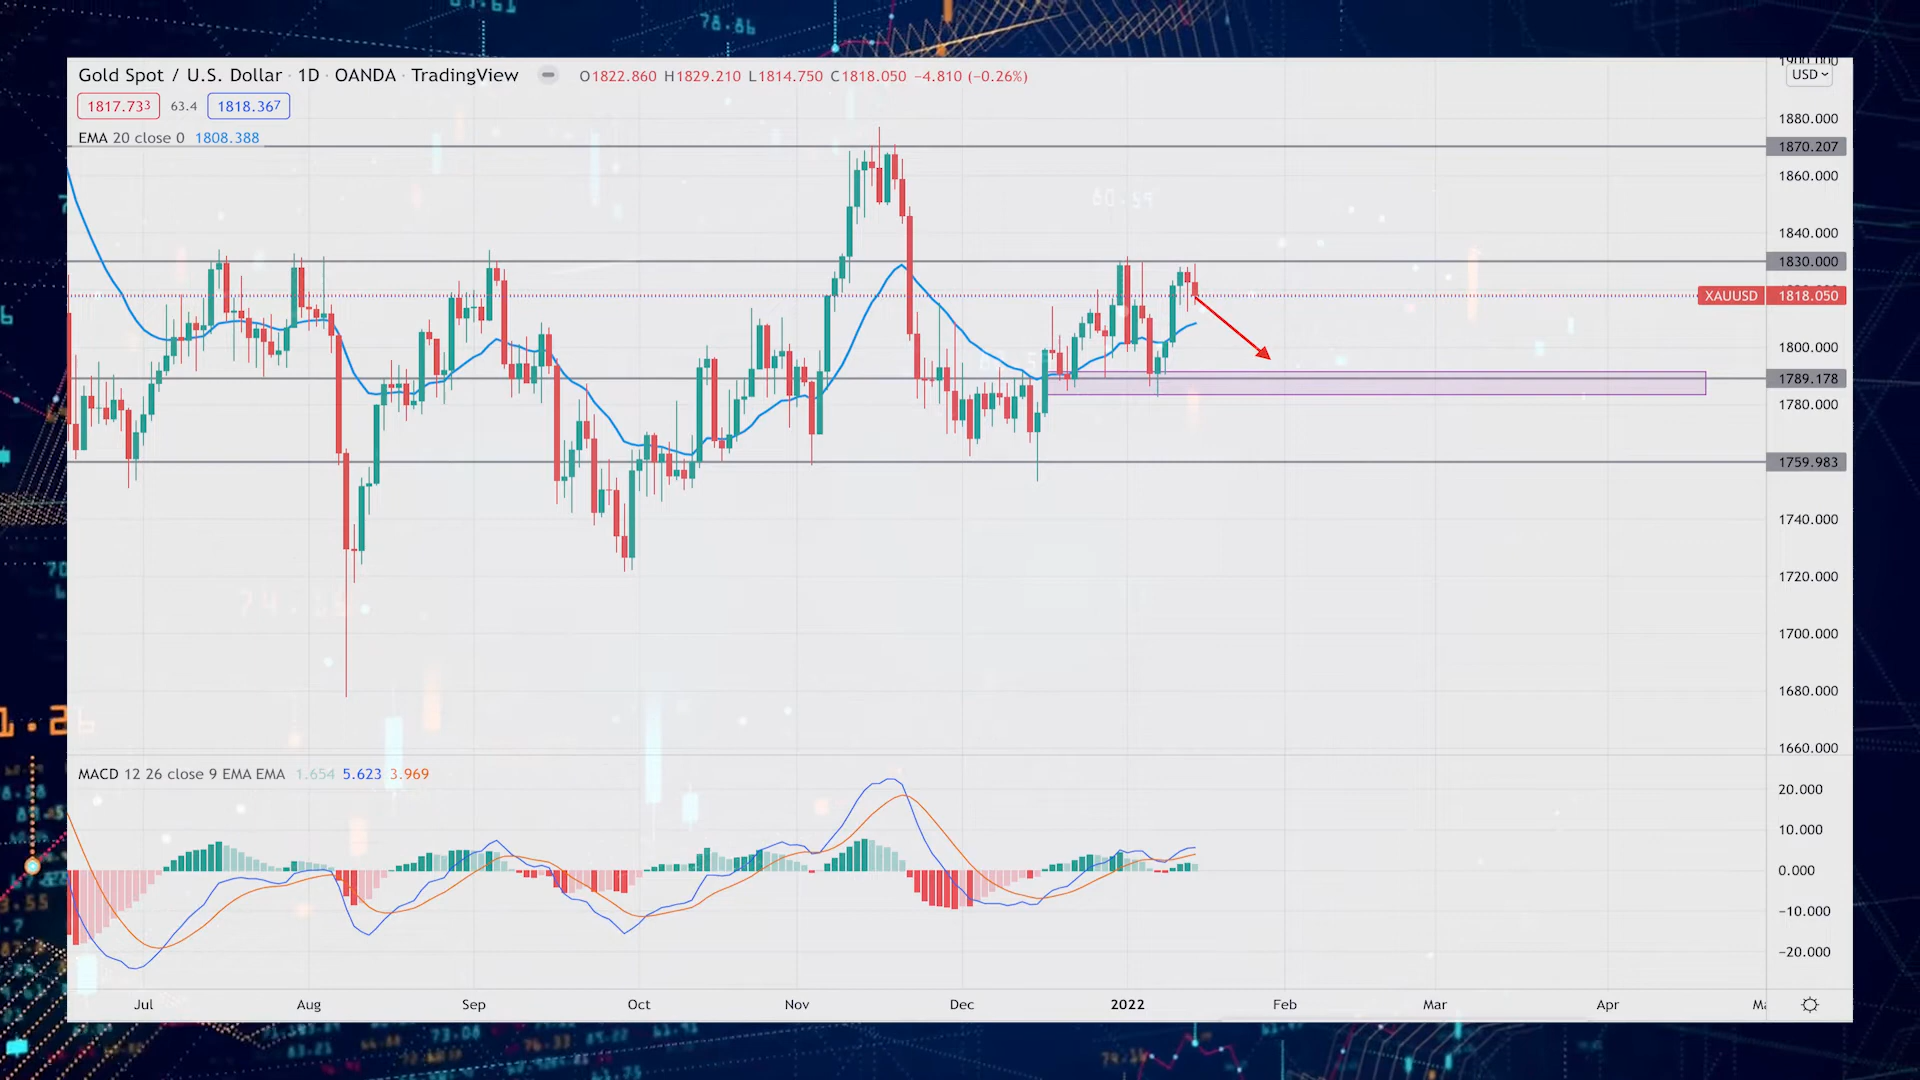 78.86
Gold Spot / U.S. Dollar · 1D · OANDA · TradingView O1822.860 H1829.210 L1814.750 C1818.050 −4.810 (−0.26%)
USD
1817.733 63.4 1818.367
EMA 20 close 0 1808.388
1880.000
1870.207
1860.000
1840.000
1830.000
XAUUSD 1818.050
1800.000
1789.178
1780.000
1759.983
1740.000
1720.000
1700.000
1680.000
1660.000
MACD 12 26 close 9 EMA EMA 1.654 5.623 3.969
20.000
10.000
0.000
−10.000
−20.000
Jul Aug Sep Oct Nov Dec 2022 Feb Mar Apr